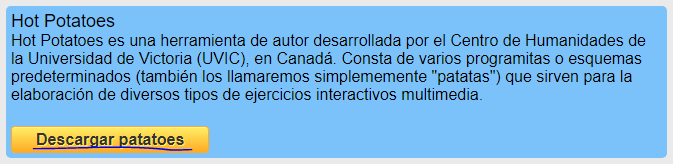 Hot Potatoes
Hot Potatoes es una herramienta de autor desarrollada por el Centro de Humanidades de
la Universidad de Victoria (UVIC), en Canadá. Consta de varios programitas o esquemas
predeterminados (también los llamaremos simplememente "patatas") que sirven para la
elaboración de diversos tipos de ejercicios interactivos multimedia.
Descargar patatoes